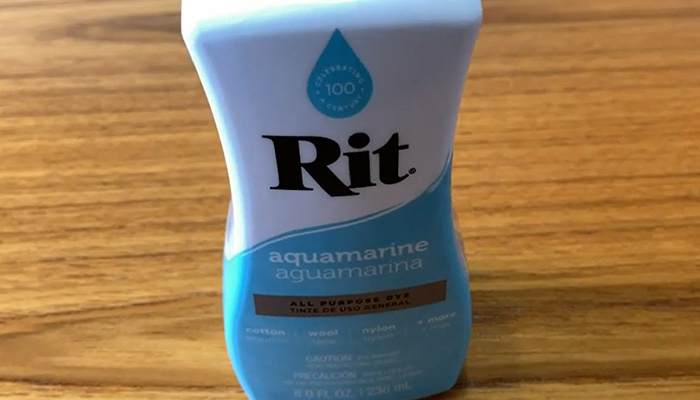 CELEBRATING
100
A CENTURY
Rit®
aquamarine
aguamarina
ALL PURPOSE DYE
TINTE DE USO GENERAL
cotton wool nylon + more
CAUTION
PRECAUCIÓN
8.0 FL OZ. | 236 mL